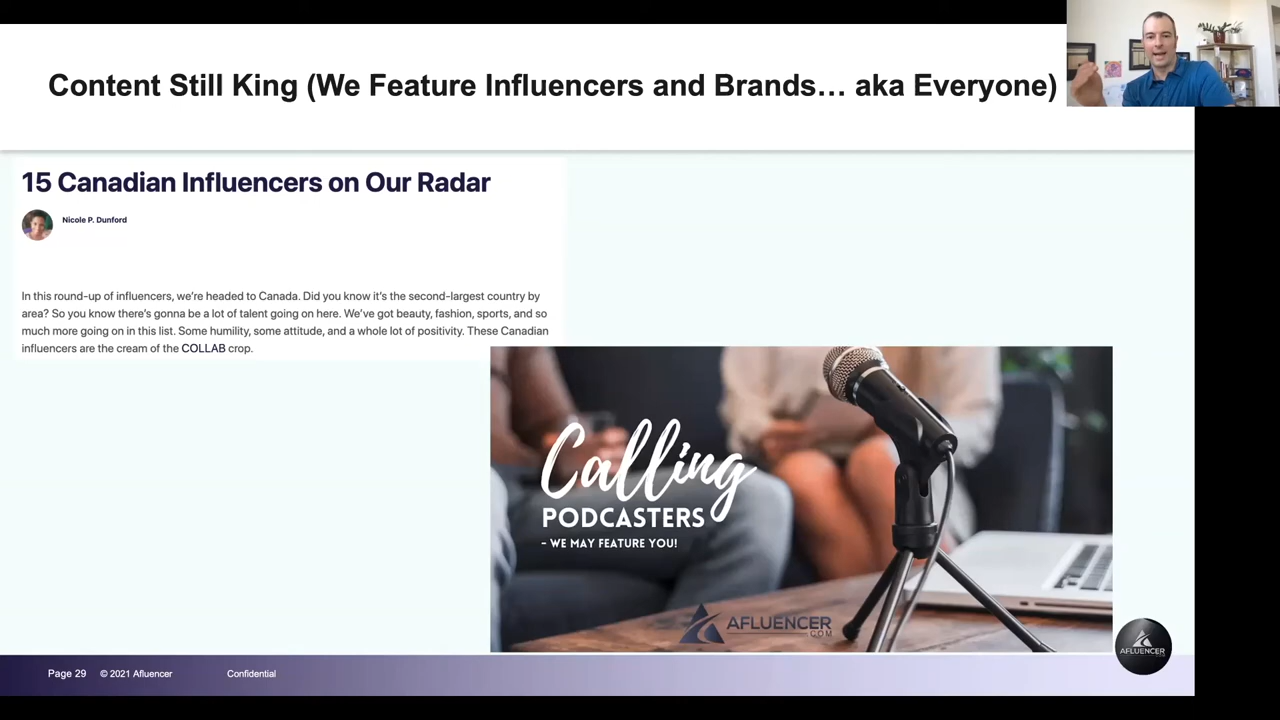 Content Still King (We Feature Influencers and Brands… aka Everyone)
15 Canadian Influencers on Our Radar
Nicole P. Dunford
In this round-up of influencers, we’re headed to Canada. Did you know it’s the second-largest country by
area? So you know there’s gonna be a lot of talent going on here. We’ve got beauty, fashion, sports, and so
much more going on in this list. Some humility, some attitude, and a whole lot of positivity. These Canadian
influencers are the cream of the COLLAB crop.
Calling
PODCASTERS
- WE MAY FEATURE YOU!
AFLUENCER
.COM
AFLUENCER
Page 29 © 2021 Afluencer Confidential